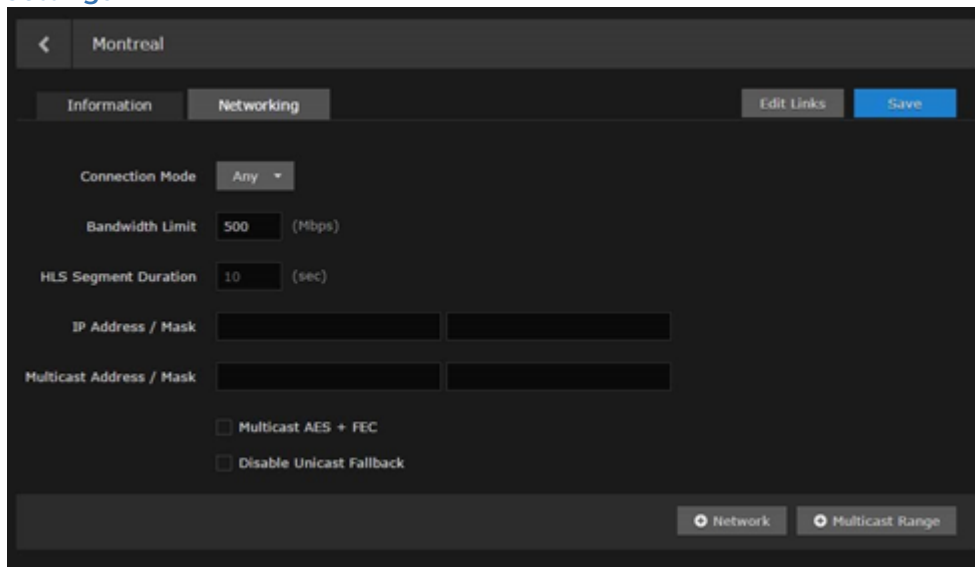 Montreal
Information Networking Edit Links Save
Connection Mode Any
Bandwidth Limit 500 (Mbps)
HLS Segment Duration 10 (sec)
IP Address / Mask
Multicast Address / Mask
Multicast AES + FEC
Disable Unicast Fallback
Network Multicast Range